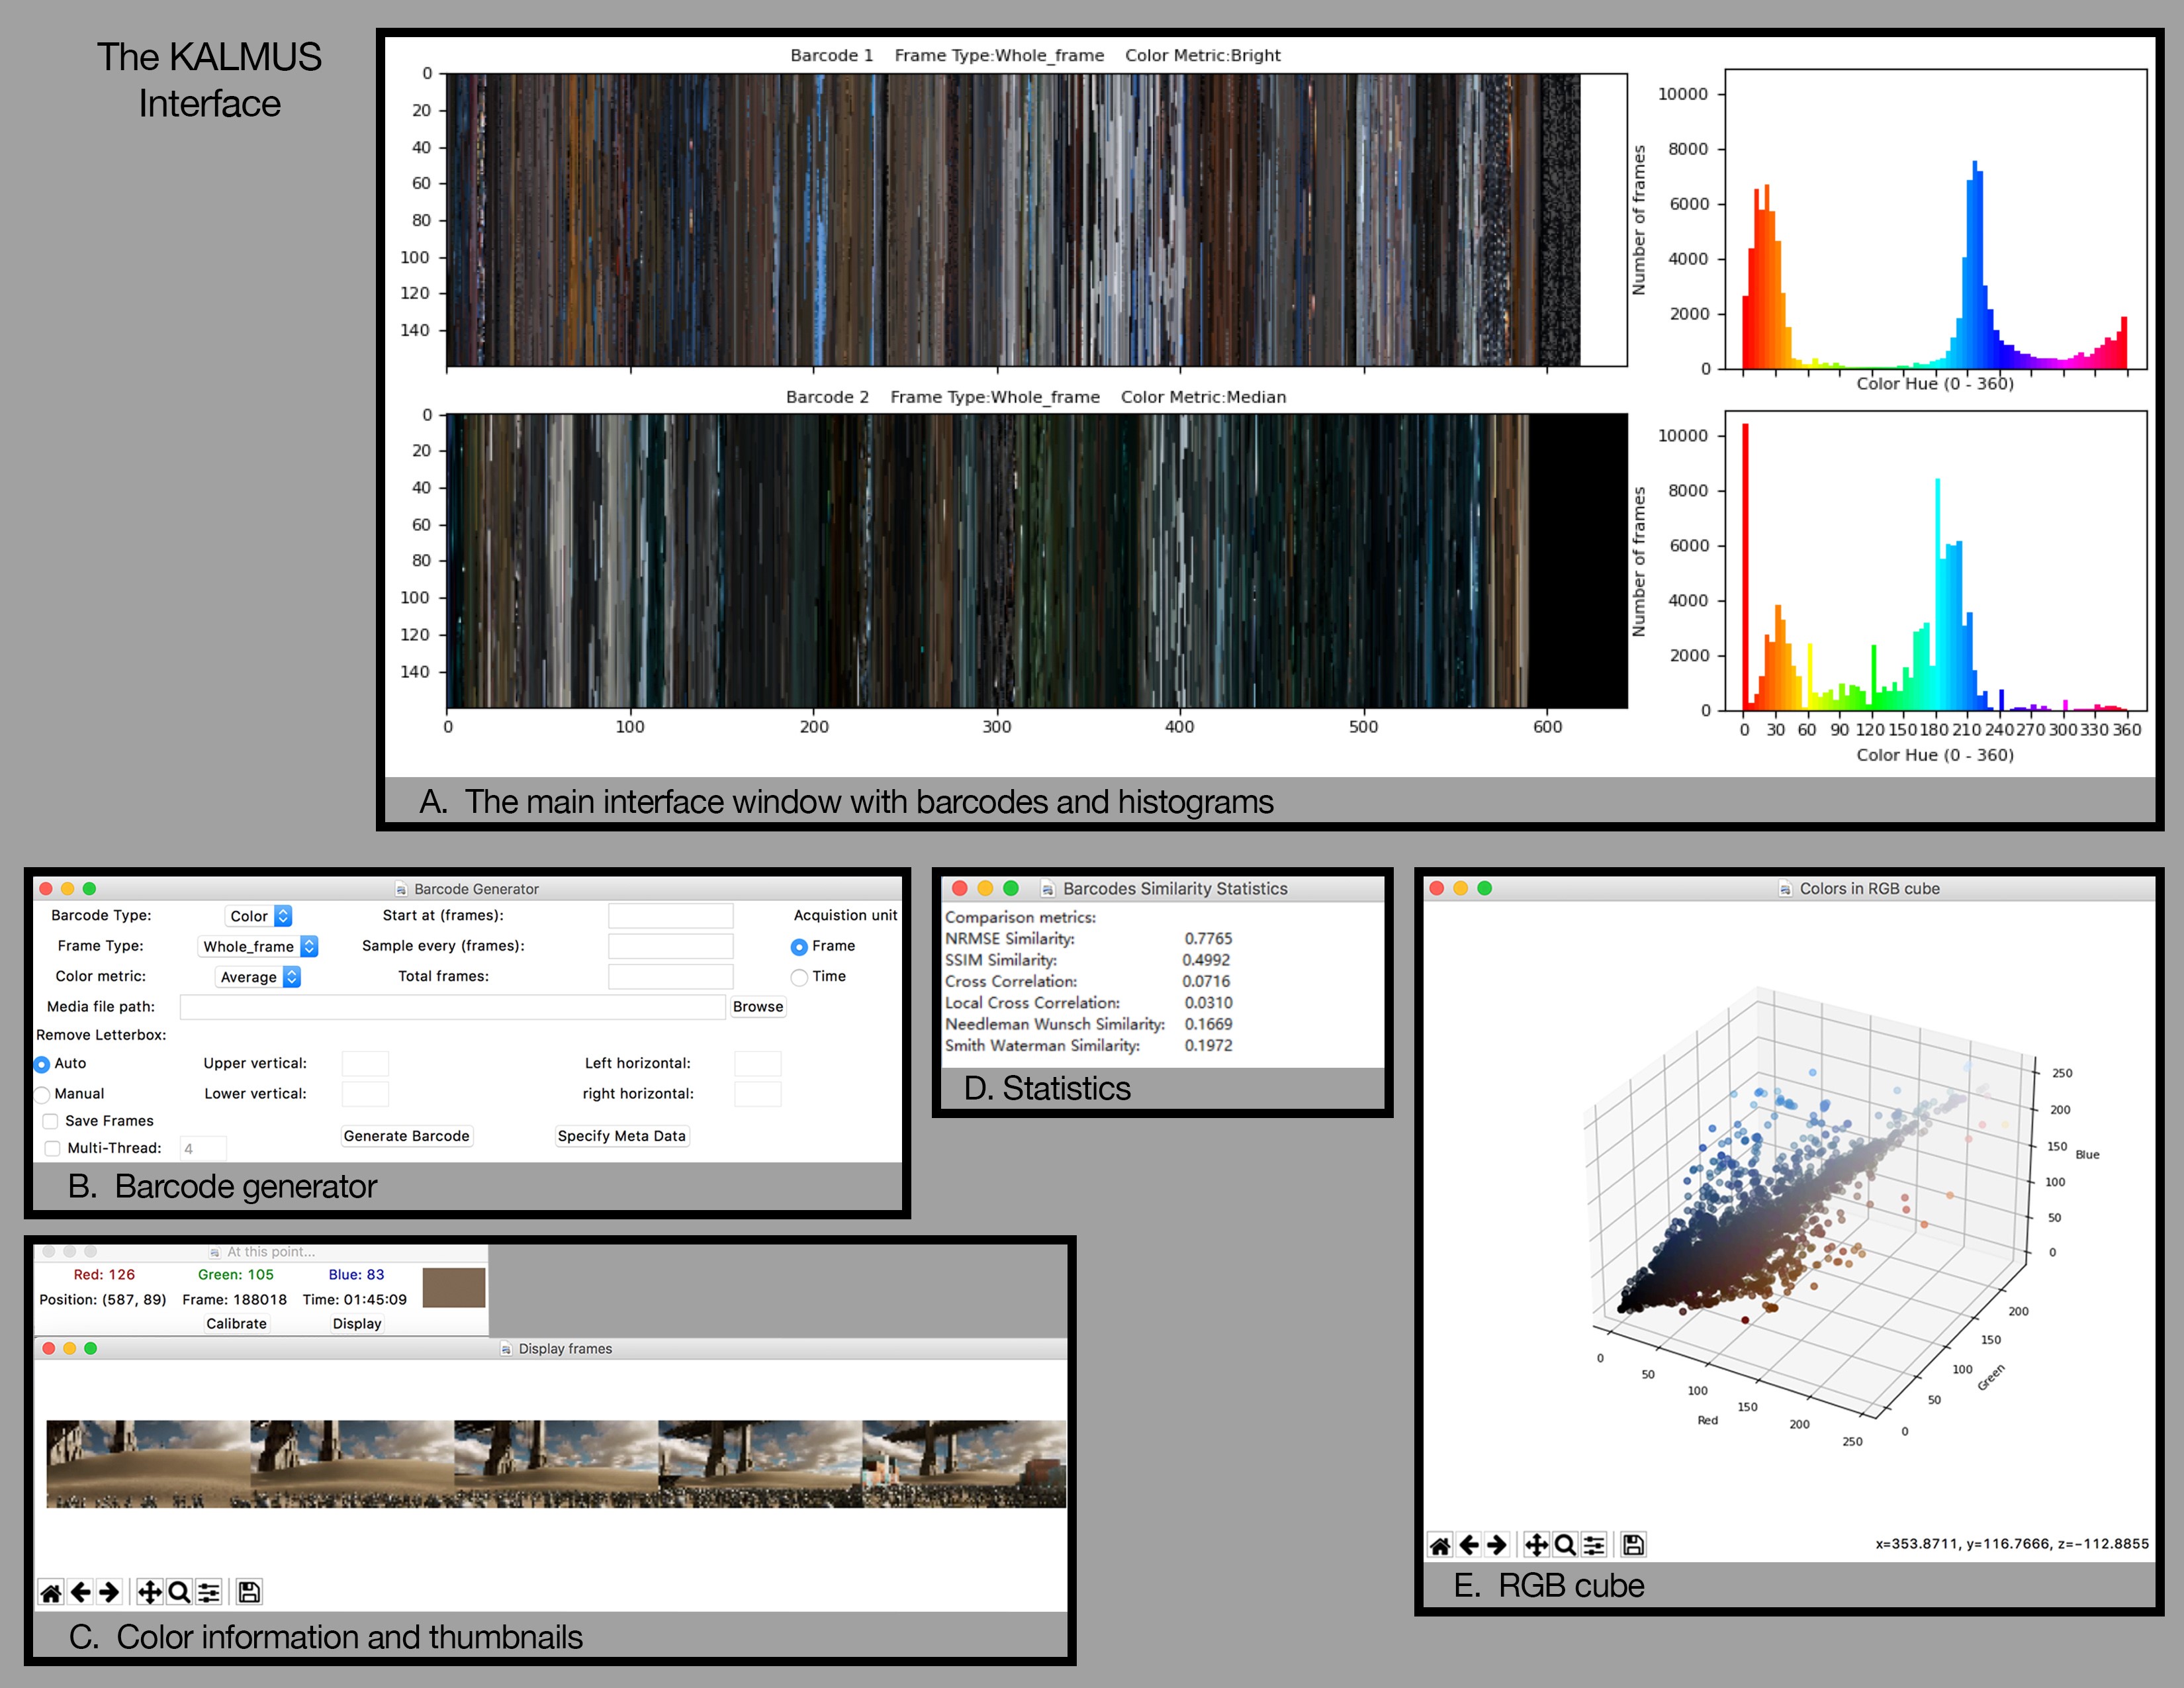 The KALMUS
Interface
Barcode 1 Frame Type:Whole_frame Color Metric:Bright
0
20
40
60
80
100
120
140
Number of frames
10000
8000
6000
4000
2000
0
Color Hue (0 - 360)
Barcode 2 Frame Type:Whole_frame Color Metric:Median
0
20
40
60
80
100
120
140
0 100 200 300 400 500 600
Number of frames
10000
8000
6000
4000
2000
0
0 30 60 90 120 150 180 210 240 270 300 330 360
Color Hue (0 - 360)
A. The main interface window with barcodes and histograms
Barcode Generator
Barcode Type: Color Start at (frames): Acquistion unit
Frame Type: Whole_frame Sample every (frames): Frame
Color metric: Average Total frames: Time
Media file path: Browse
Remove Letterbox:
Auto Upper vertical: Left horizontal:
Manual Lower vertical: right horizontal:
Save Frames
Generate Barcode Specify Meta Data
Multi-Thread: 4
B. Barcode generator
Barcodes Similarity Statistics
Comparison metrics:
NRMSE Similarity: 0.7765
SSIM Similarity: 0.4992
Cross Correlation: 0.0716
Local Cross Correlation: 0.0310
Needleman Wunsch Similarity: 0.1669
Smith Waterman Similarity: 0.1972
D. Statistics
Colors in RGB cube
250
200
150
100
50
0
Blue
200
150
100
50
0
Green
0
50
100
150
200
250
Red
x=353.8711, y=116.7666, z=−112.8855
E. RGB cube
At this point...
Red: 126 Green: 105 Blue: 83
Position: (587, 89) Frame: 188018 Time: 01:45:09
Calibrate Display
Display frames
C. Color information and thumbnails